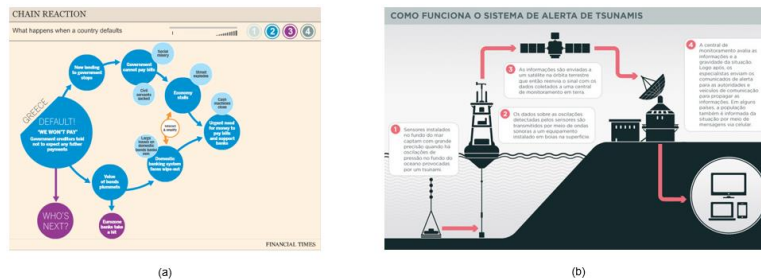 CHAIN REACTION
What happens when a country defaults
1 2 3 4
GREECE
DEFAULT!
'WE WON'T PAY'
Government creditors told
not to expect any further
payments
New lending
to government
stops
Government
cannot pay bills
Social
misery
Civil
servants
sacked
Economy
stalls
Street
protests
Cash
machines
close
Urgent need
for money to
pay bills
and support
banks
Domestic
banking system
faces wipe-out
Value
of bonds
plummets
Eurozone
banks take
a hit
WHO'S
NEXT?
FINANCIAL TIMES
(a)
COMO FUNCIONA O SISTEMA DE ALERTA DE TSUNAMIS
1 Sensores instalados
no fundo do mar
captam com grande
precisão quando há
oscilações de
pressão no fundo do
oceano provocadas
por um tsunami
2 Os dados sobre as oscilações
detectadas pelos sensores são
transmitidos por meio de ondas
sonoras a um equipamento
instalado em boias na superfície
3 As informações são enviadas a
um satélite na órbita terrestre
que então reenvia o sinal com os
dados coletados a uma central
de monitoramento em terra
4 A central de
monitoramento avalia as
informações e a
gravidade da situação.
Logo após, os
especialistas enviam os
comunicados de alerta
para as autoridades e
veículos de comunicação
para propagar as
informações. Em alguns
países, a população
também é informada da
situação por meio de
mensagens via celular
(b)